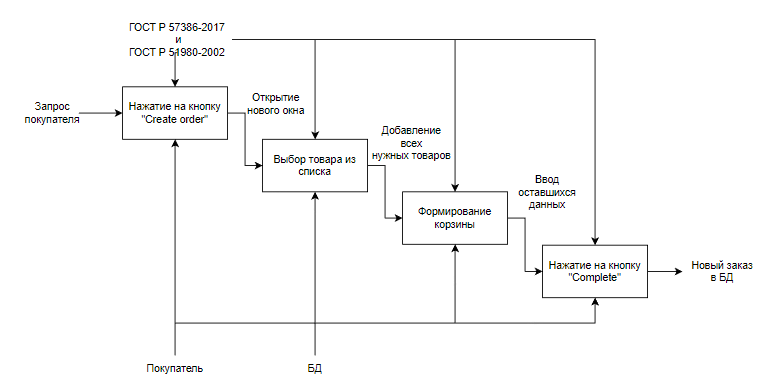 ГОСТ Р 57386-2017
и
ГОСТ Р 51980-2002
Запрос
покупателя
Нажатие на кнопку
"Create order"
Открытие
нового окна
Выбор товара из
списка
Добавление
всех
нужных товаров
Формирование
корзины
Ввод
оставшихся
данных
Нажатие на кнопку
"Complete"
Новый заказ
в БД
Покупатель
БД